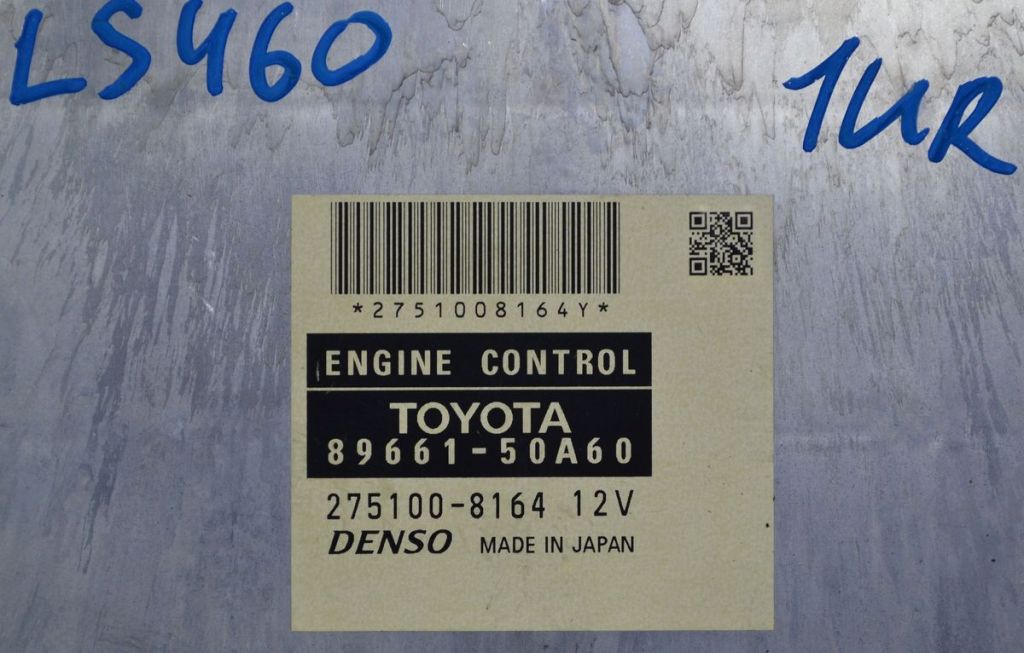 LS460
1UR
*2751008164Y*
ENGINE CONTROL
TOYOTA
89661-50A60
275100-8164 12V
DENSO MADE IN JAPAN